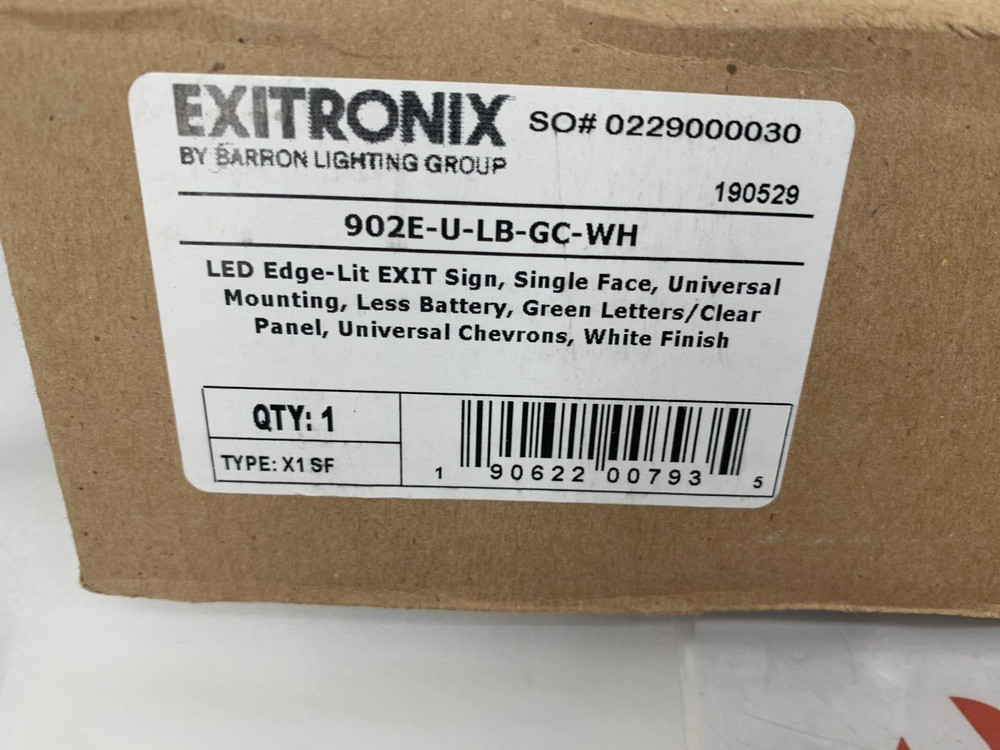 EXITRONIX
BY BARRON LIGHTING GROUP
SO# 0229000030
190529
902E-U-LB-GC-WH
LED Edge-Lit EXIT Sign, Single Face, Universal
Mounting, Less Battery, Green Letters/Clear
Panel, Universal Chevrons, White Finish
QTY: 1
TYPE: X1 SF
1 90622 00793 5